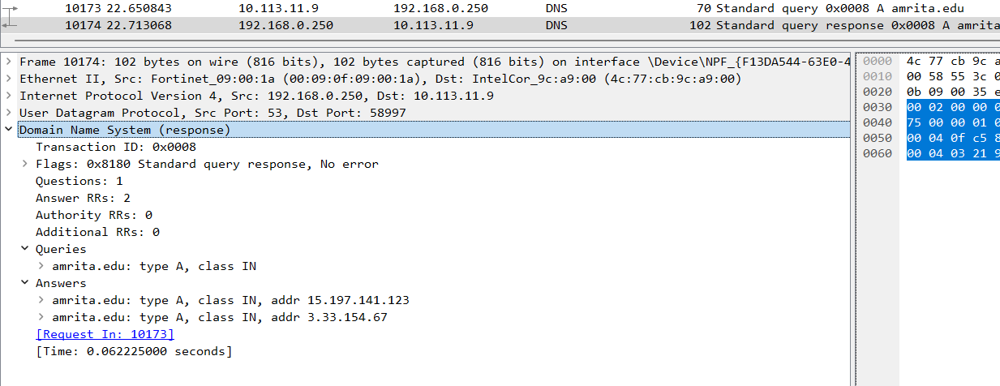 10173 22.650843 10.113.11.9 192.168.0.250 DNS 70 Standard query 0x0008 A amrita.edu
10174 22.713068 192.168.0.250 10.113.11.9 DNS 102 Standard query response 0x0008 A amrita
Frame 10174: 102 bytes on wire (816 bits), 102 bytes captured (816 bits) on interface \Device\NPF_{F13DA544-63E0-4
Ethernet II, Src: Fortinet_09:00:1a (00:09:0f:09:00:1a), Dst: IntelCor_9c:a9:00 (4c:77:cb:9c:a9:00)
Internet Protocol Version 4, Src: 192.168.0.250, Dst: 10.113.11.9
User Datagram Protocol, Src Port: 53, Dst Port: 58997
Domain Name System (response)
Transaction ID: 0x0008
Flags: 0x8180 Standard query response, No error
Questions: 1
Answer RRs: 2
Authority RRs: 0
Additional RRs: 0
Queries
amrita.edu: type A, class IN
Answers
amrita.edu: type A, class IN, addr 15.197.141.123
amrita.edu: type A, class IN, addr 3.33.154.67
[Request In: 10173]
[Time: 0.062225000 seconds]
0000 4c 77 cb 9c a
0010 00 58 55 3c 0
0020 0b 09 00 35 e
0030 00 02 00 00 0
0040 75 00 00 01 0
0050 00 04 0f c5 8
0060 00 04 03 21 9